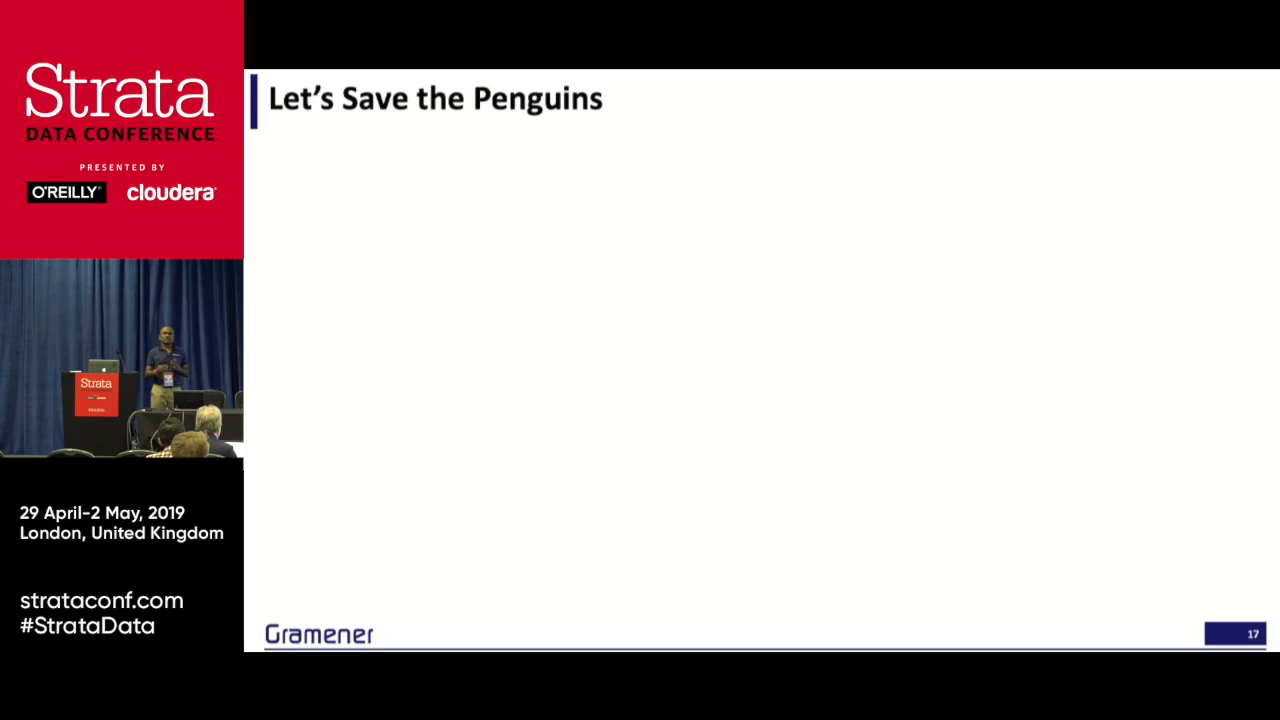 Strata
DATA CONFERENCE
PRESENTED BY
O'REILLY® cloudera®
Strata
29 April-2 May, 2019
London, United Kingdom
strataconf.com
#StrataData
Let's Save the Penguins
Gramener
17